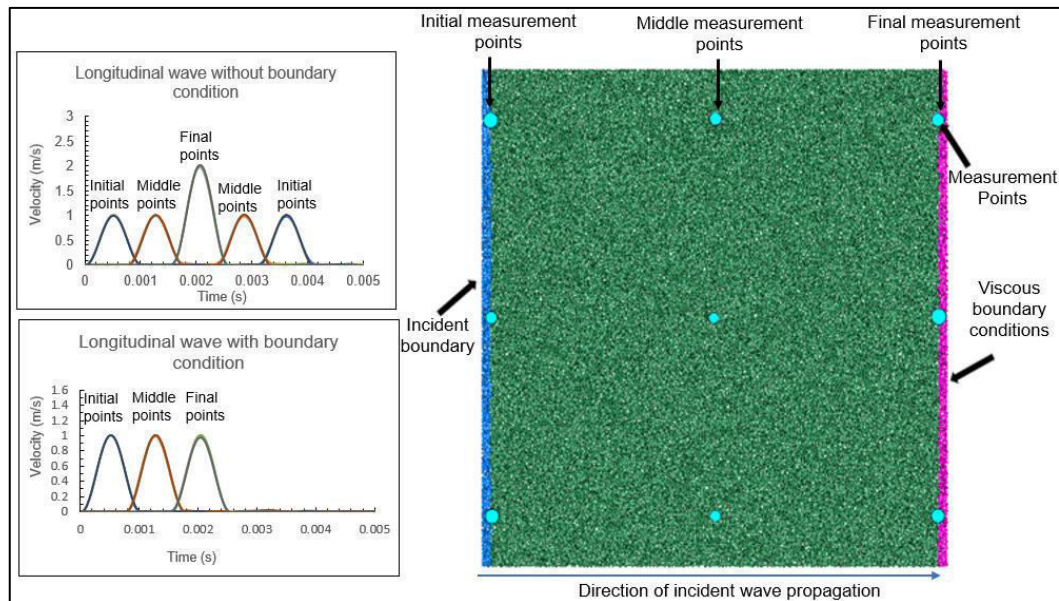 Longitudinal wave without boundary
condition
Velocity (m/s)
3
2.5
2
1.5
1
0.5
0
Initial
points
Middle
points
Final
points
Middle
points
Initial
points
0 0.001 0.002 0.003 0.004 0.005
Time (s)
Longitudinal wave with boundary
condition
Velocity (m/s)
1.6
1.4
1.2
1
0.8
0.6
0.4
0.2
0
Initial
points
Middle
points
Final
points
0 0.001 0.002 0.003 0.004 0.005
Time (s)
Initial measurement
points
Middle measurement
points
Final measurement
points
Measurement
Points
Incident
boundary
Viscous
boundary
conditions
Direction of incident wave propagation